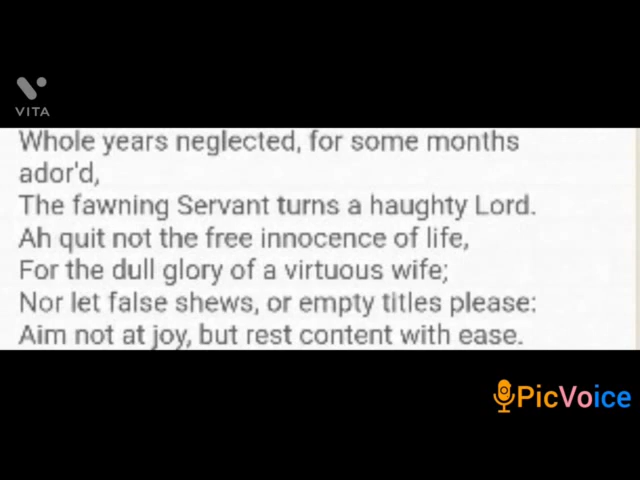 VITA
Whole years neglected, for some months
ador'd,
The fawning Servant turns a haughty Lord.
Ah quit not the free innocence of life,
For the dull glory of a virtuous wife;
Nor let false shews, or empty titles please:
Aim not at joy, but rest content with ease.
PicVoice